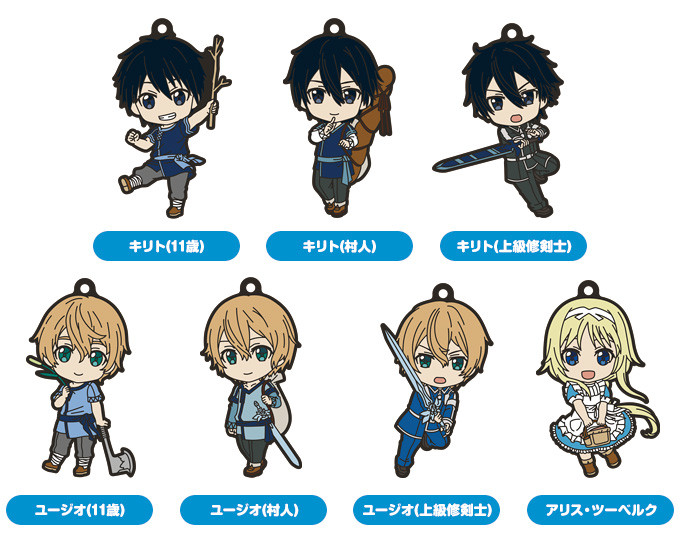 キリト(11歳)
キリト(村人)
キリト(上級修剣士)
ユージオ(11歳)
ユージオ(村人)
ユージオ(上級修剣士)
アリス・ツーベルク